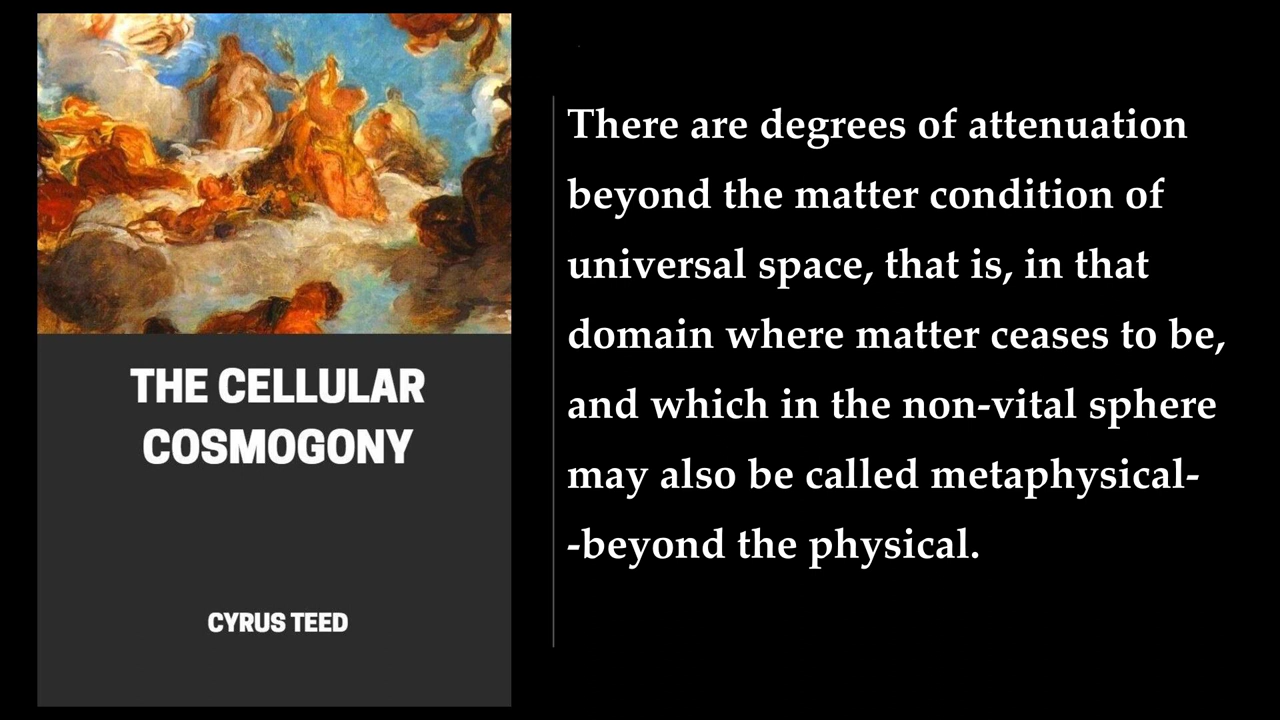 THE CELLULAR
COSMOGONY
CYRUS TEED
There are degrees of attenuation
beyond the matter condition of
universal space, that is, in that
domain where matter ceases to be,
and which in the non-vital sphere
may also be called metaphysical-
-beyond the physical.